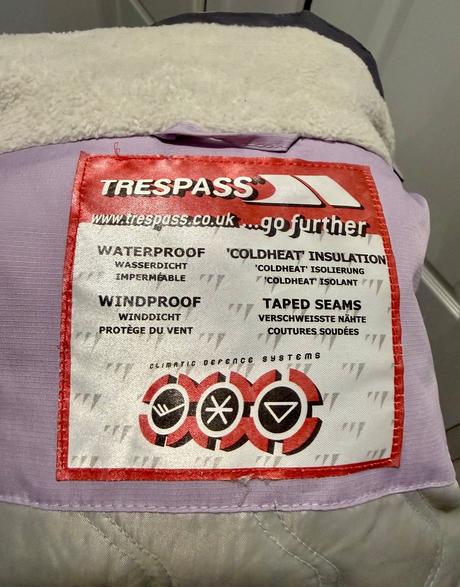 TRESPASS
www.trespass.co.uk ...go further
WATERPROOF
WASSERDICHT
IMPERMÉABLE
'COLDHEAT' INSULATION
'COLDHEAT' ISOLIERUNG
'COLDHEAT' ISOLANT
WINDPROOF
WINDDICHT
PROTÈGE DU VENT
TAPED SEAMS
VERSCHWEISSTE NÄHTE
COUTURES SOUDÉES
CLIMATIC DEFENCE SYSTEMS